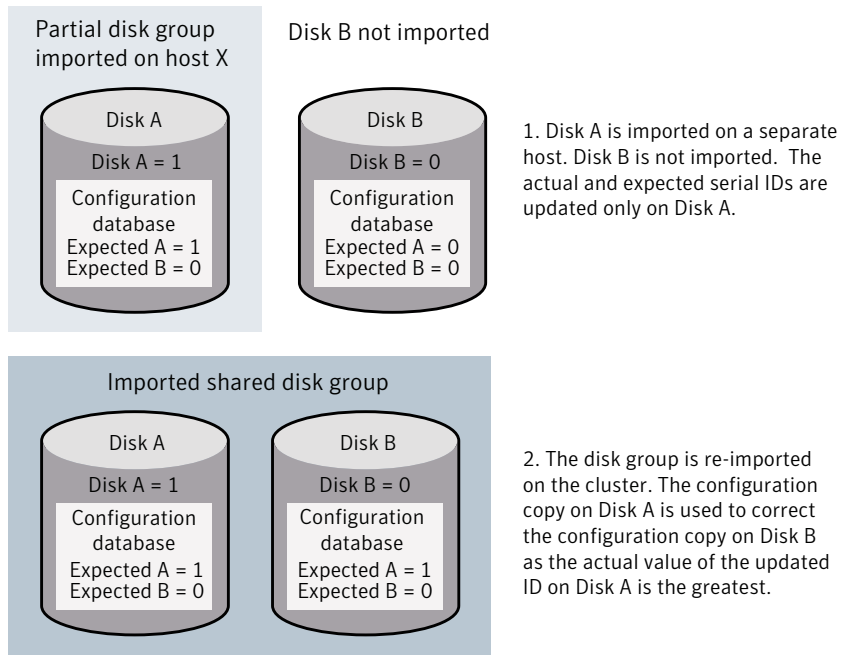 Partial disk group
imported on host X
Disk B not imported
Disk A
Disk A = 1
Configuration
database
Expected A = 1
Expected B = 0
Disk B
Disk B = 0
Configuration
database
Expected A = 0
Expected B = 0
1. Disk A is imported on a separate
host. Disk B is not imported. The
actual and expected serial IDs are
updated only on Disk A.
Imported shared disk group
Disk A
Disk A = 1
Configuration
database
Expected A = 1
Expected B = 0
Disk B
Disk B = 0
Configuration
database
Expected A = 1
Expected B = 0
2. The disk group is re-imported
on the cluster. The configuration
copy on Disk A is used to correct
the configuration copy on Disk B
as the actual value of the updated
ID on Disk A is the greatest.